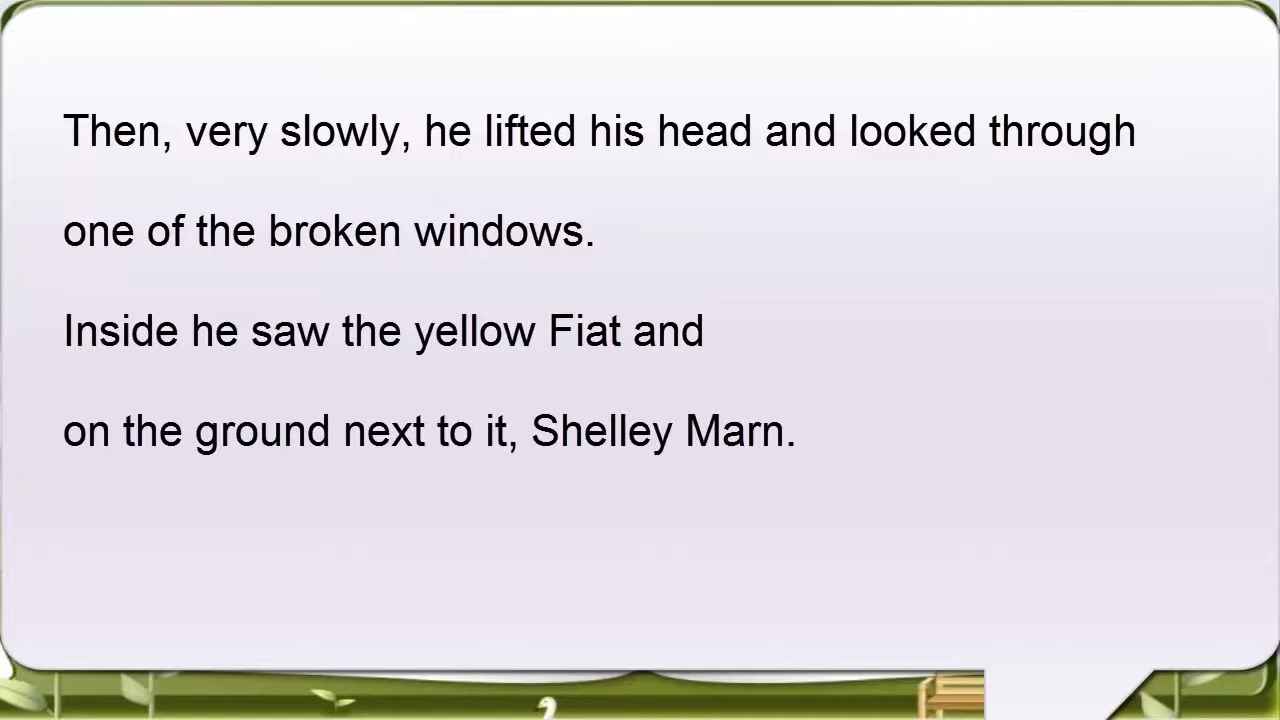 Then, very slowly, he lifted his head and looked through
one of the broken windows.
Inside he saw the yellow Fiat and
on the ground next to it, Shelley Marn.